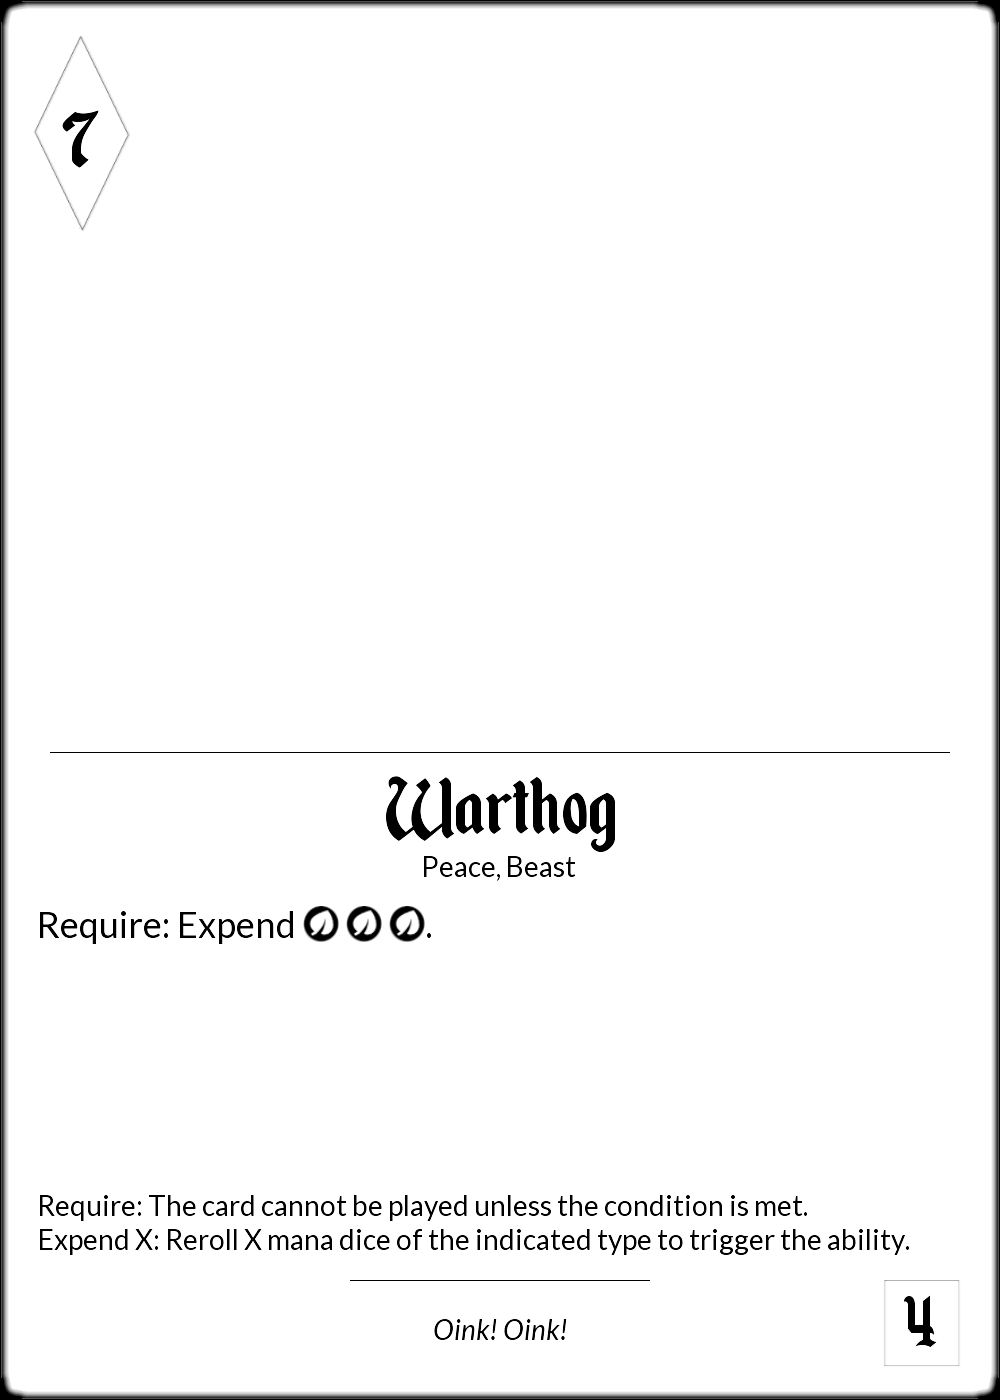 7
Warthog
Peace, Beast
Require: Expend .
Require: The card cannot be played unless the condition is met.
Expend X: Reroll X mana dice of the indicated type to trigger the ability.
Oink! Oink!
4